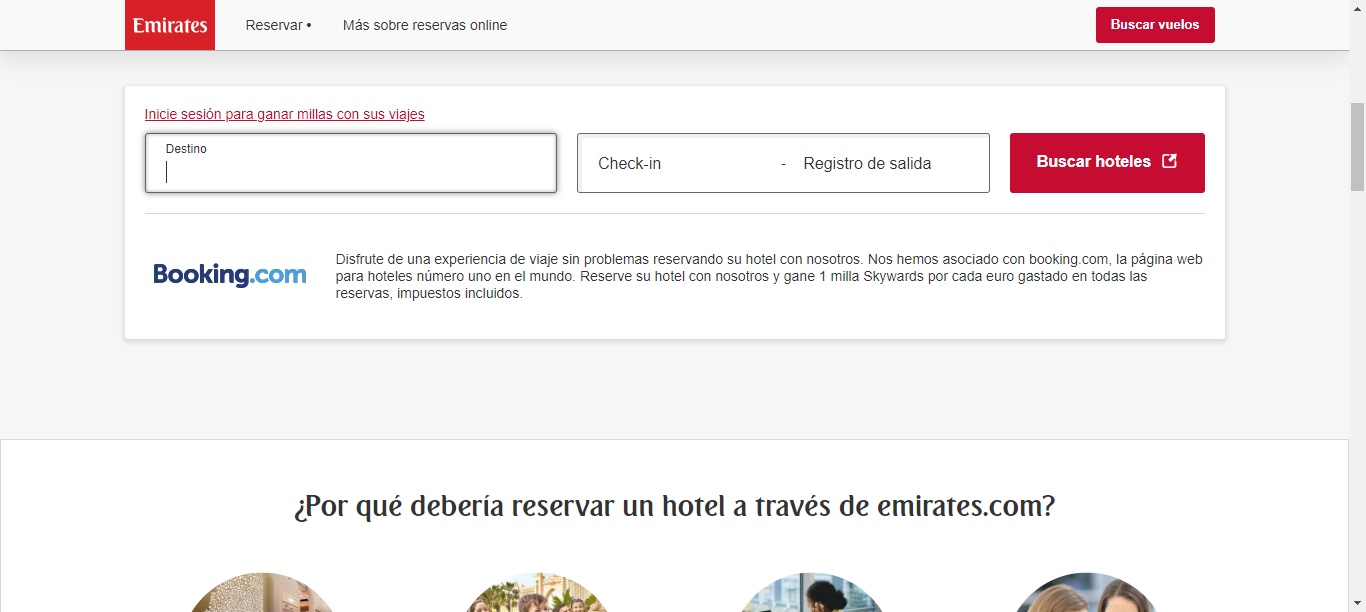 Emirates
Reservar •
Más sobre reservas online
Buscar vuelos
Inicie sesión para ganar millas con sus viajes
Destino
Check-in
-
Registro de salida
Buscar hoteles
Booking.com
Disfrute de una experiencia de viaje sin problemas reservando su hotel con nosotros. Nos hemos asociado con booking.com, la página web
para hoteles número uno en el mundo. Reserve su hotel con nosotros y gane 1 milla Skywards por cada euro gastado en todas las
reservas, impuestos incluidos.
¿Por qué debería reservar un hotel a través de emirates.com?